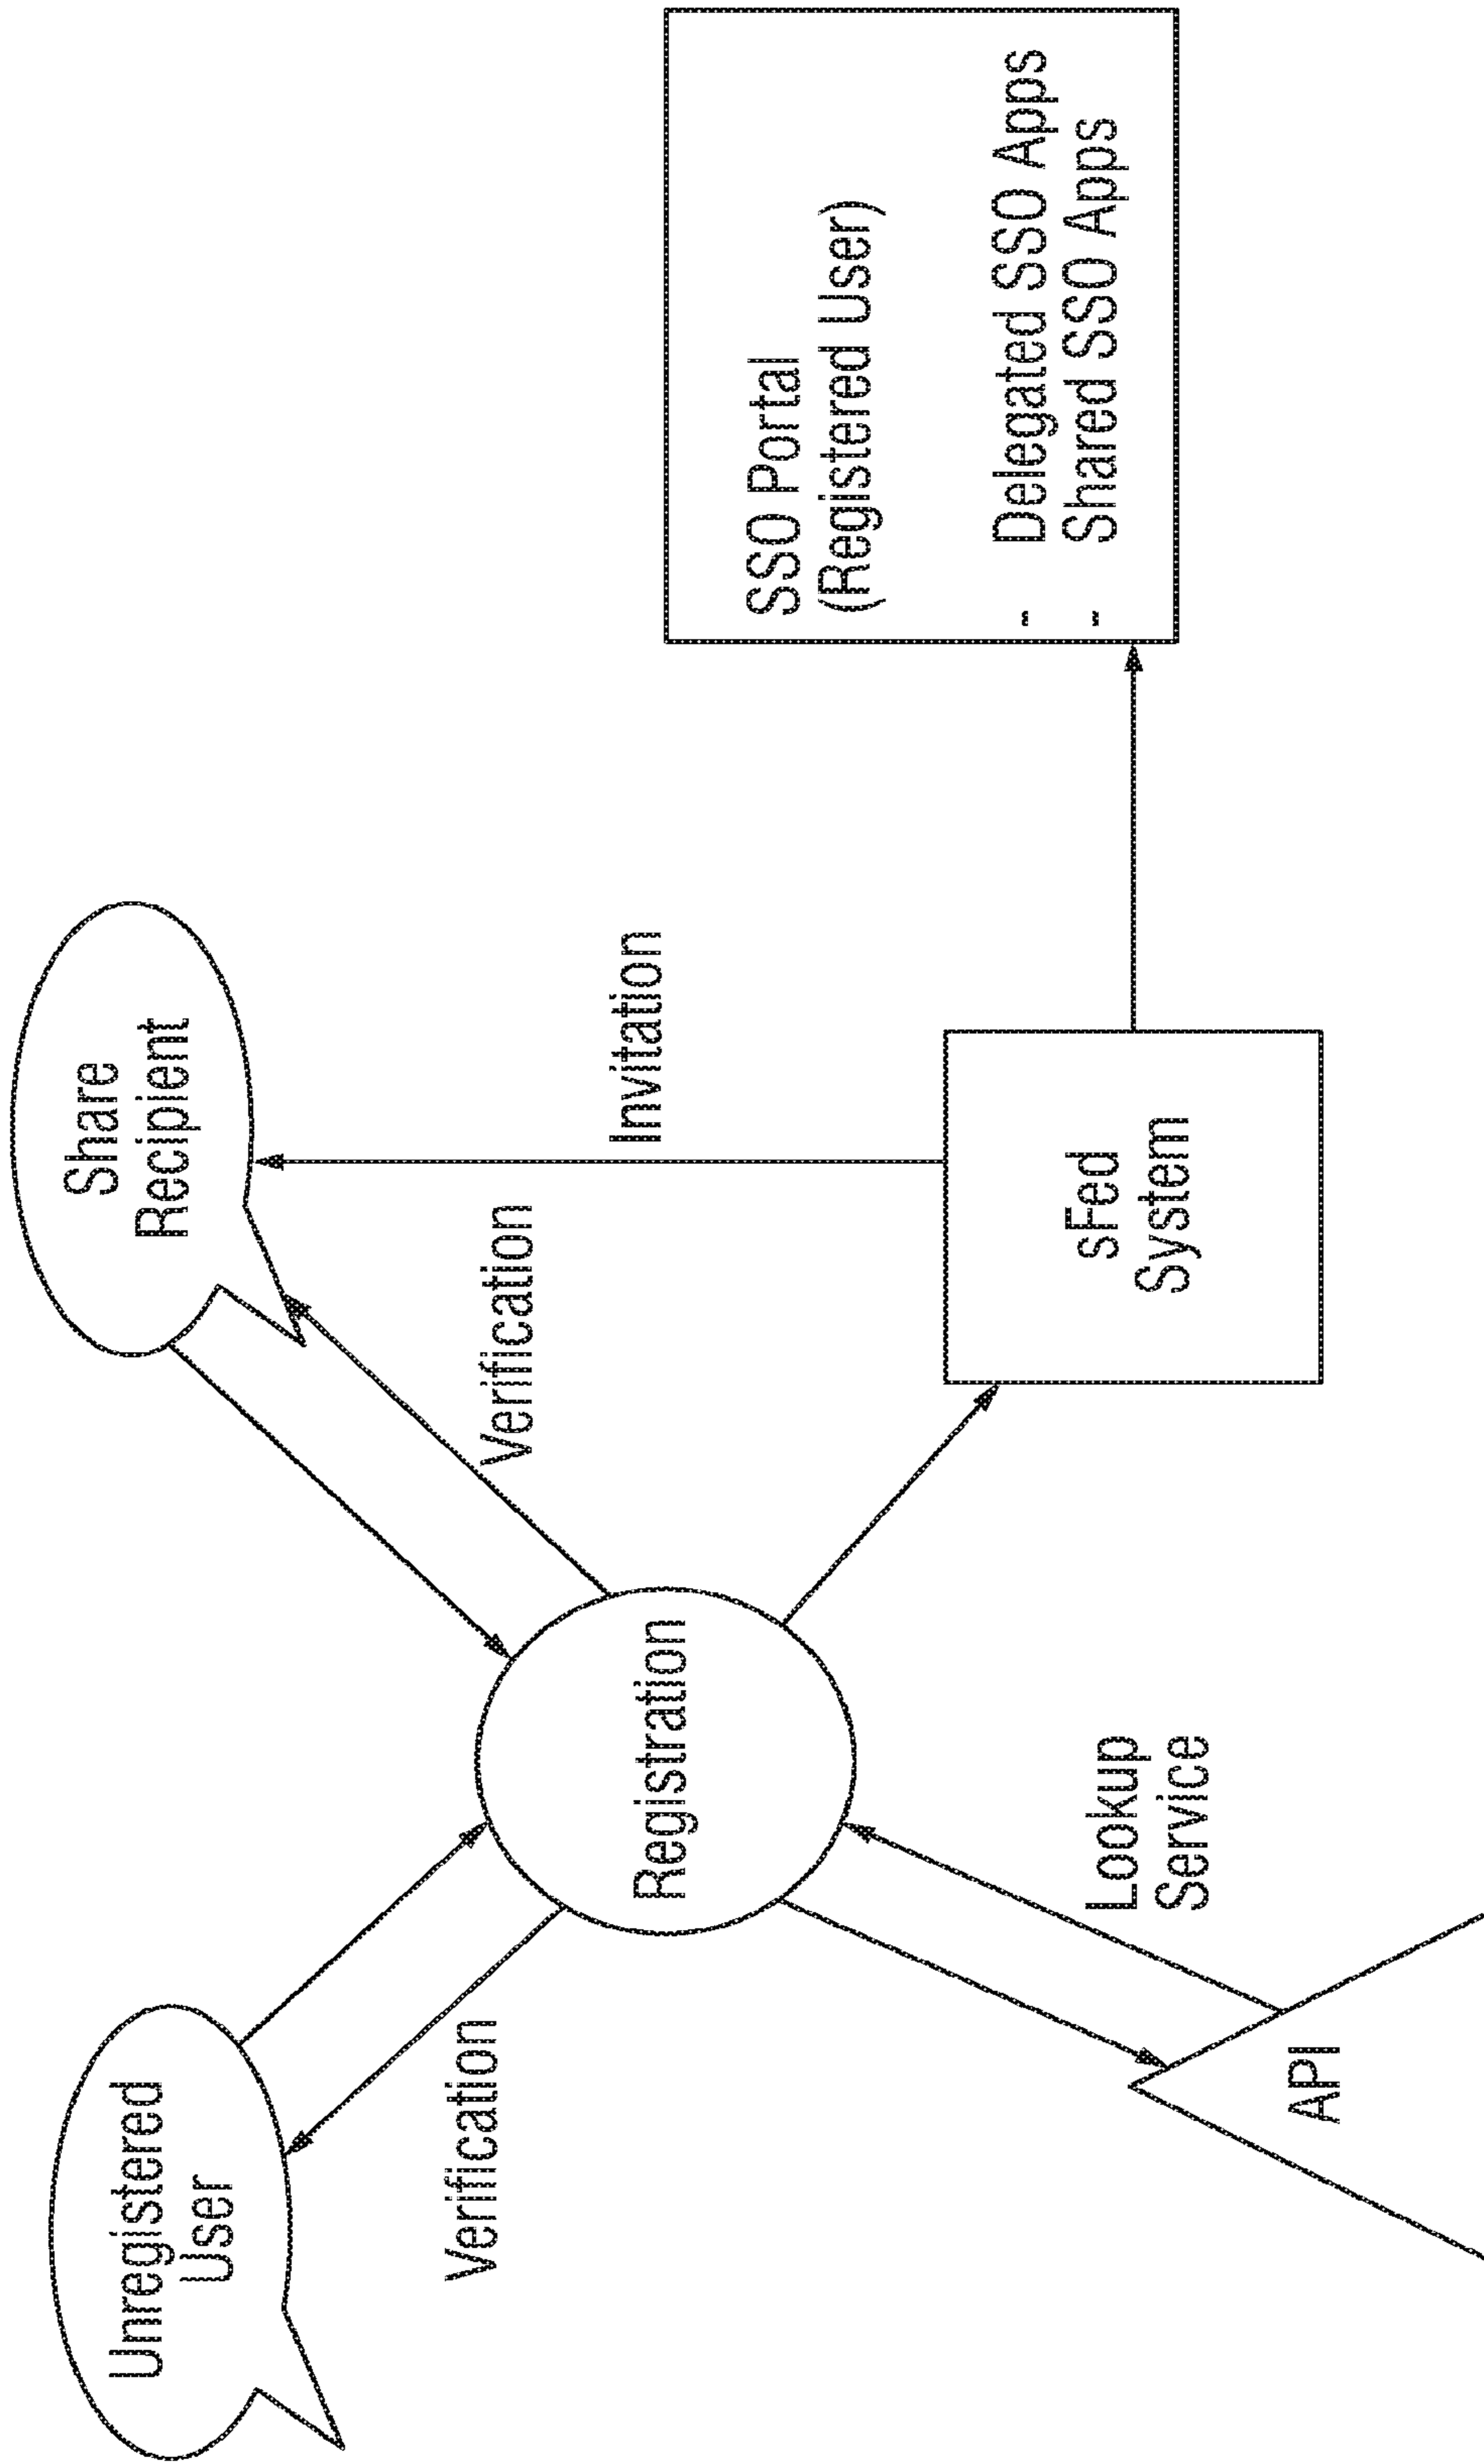 Unregistered
User
Share
Recipient
Verification
Verification
Invitation
Registration
SSO Portal
(Registered User)
- Delegated SSO Apps
- Shared SSO Apps
Lookup
Service
sFed
System
API